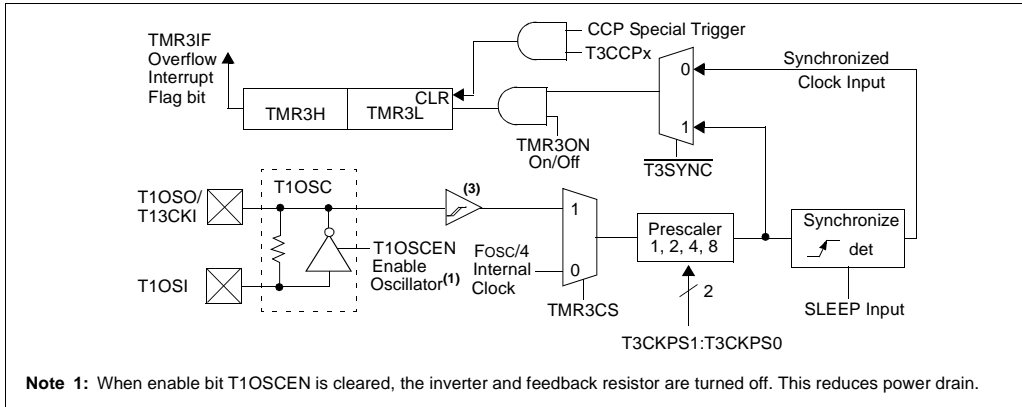 TMR3IF
Overflow
Interrupt
Flag bit
CCP Special Trigger
T3CCPx
CLR
TMR3H
TMR3L
TMR3ON
On/Off
0
1
T3SYNC
Synchronized
Clock Input
T1OSO/
T13CKI
T1OSI
T1OSC
T1OSCEN
Enable
Oscillator(1)
(3)
FOSC/4
Internal
Clock
1
0
TMR3CS
Prescaler
1, 2, 4, 8
2
T3CKPS1:T3CKPS0
Synchronize
det
SLEEP Input
Note 1: When enable bit T1OSCEN is cleared, the inverter and feedback resistor are turned off. This reduces power drain.